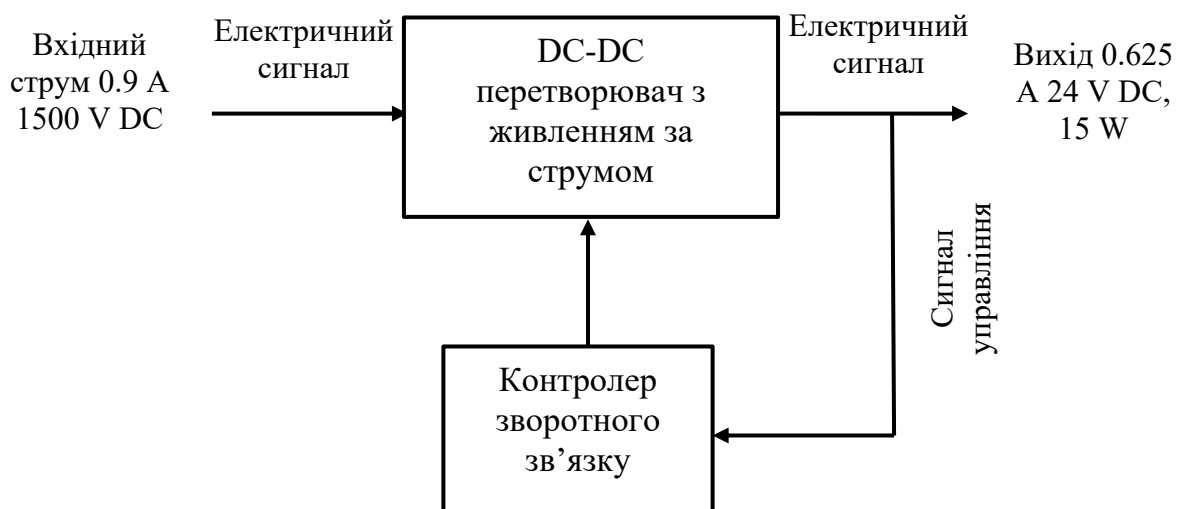 Вхідний
струм 0.9 А
1500 V DC
Електричний
сигнал
DC-DC
перетворювач з
живленням за
струмом
Електричний
сигнал
Вихід 0.625
А 24 V DC,
15 W
Сигнал
управління
Контролер
зворотного
зв’язку